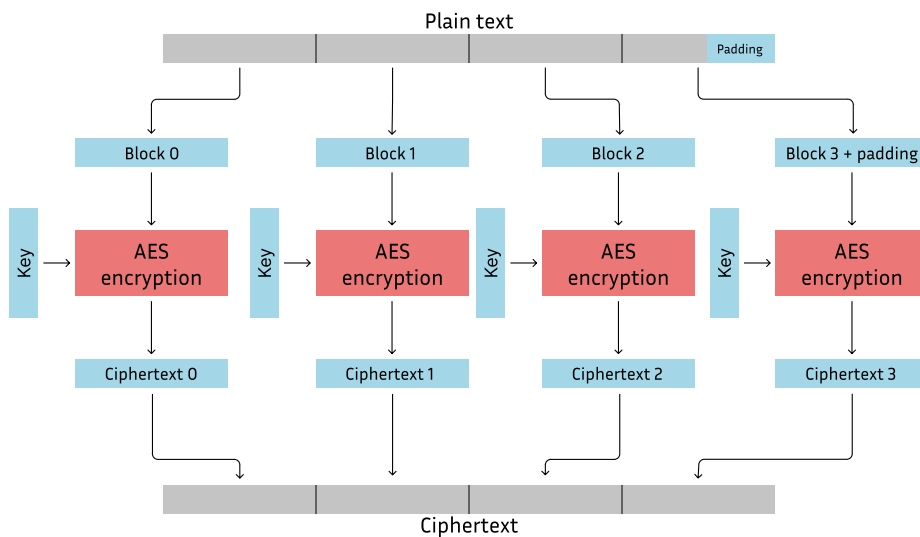 Plain text
Padding
Block 0
Block 1
Block 2
Block 3 + padding
Key
AES
encryption
Key
AES
encryption
Key
AES
encryption
Key
AES
encryption
Ciphertext 0
Ciphertext 1
Ciphertext 2
Ciphertext 3
Ciphertext